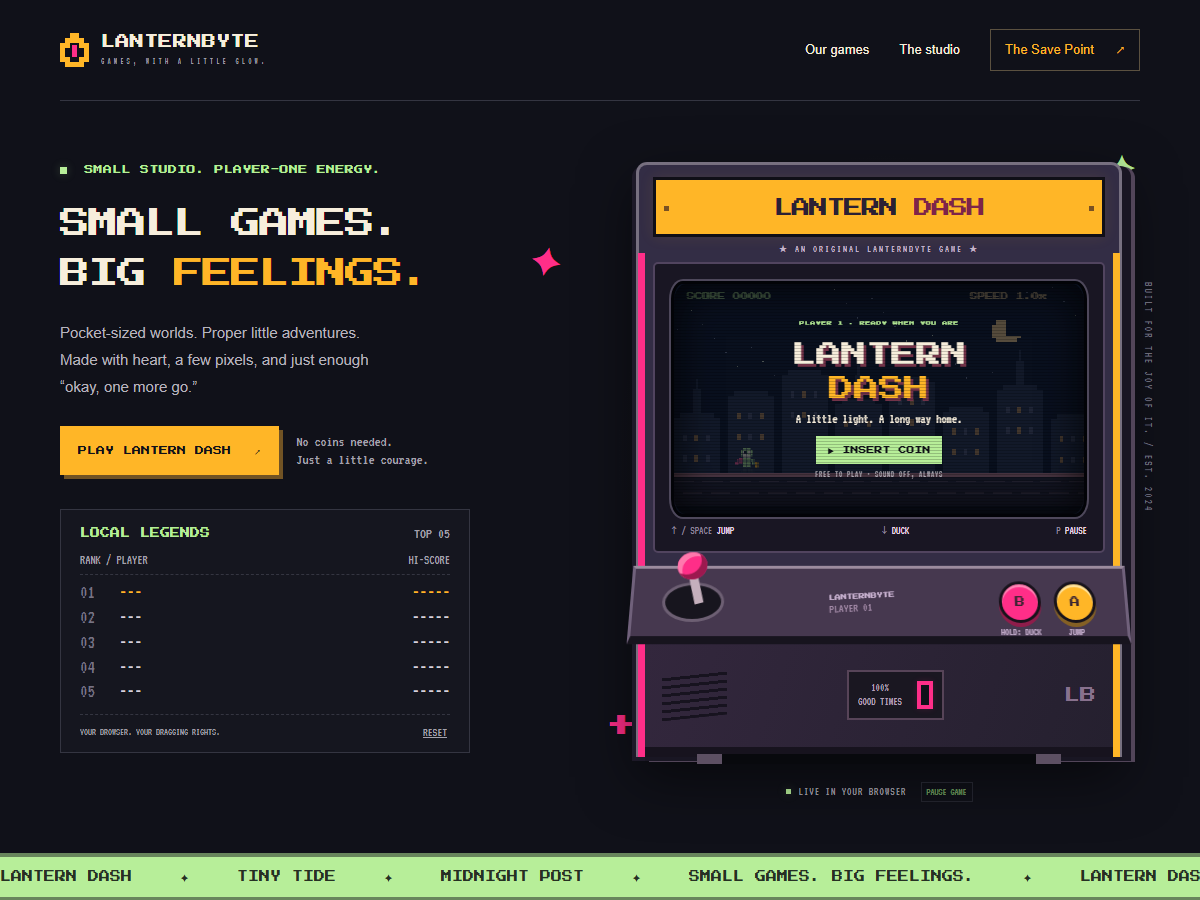 LANTERNBYTE
GAMES, WITH A LITTLE GLOW.
Our games
The studio
The Save Point ↗
SMALL STUDIO. PLAYER-ONE ENERGY.
SMALL GAMES.
BIG FEELINGS.
Pocket-sized worlds. Proper little adventures.
Made with heart, a few pixels, and just enough
“okay, one more go.”
PLAY LANTERN DASH ↗
No coins needed.
Just a little courage.
LOCAL LEGENDS
TOP 05
RANK / PLAYER
HI-SCORE
01 --- -----
02 --- -----
03 --- -----
04 --- -----
05 --- -----
YOUR BROWSER. YOUR BRAGGING RIGHTS.
RESET
LANTERN DASH
★ AN ORIGINAL LANTERNBYTE GAME ★
SCORE 00000
SPEED 1.0x
PLAYER 1 · READY WHEN YOU ARE
LANTERN
DASH
A little light. A long way home.
▶ INSERT COIN
FREE TO PLAY · SOUND OFF, ALWAYS
↑ / SPACE JUMP
↓ DUCK
P PAUSE
LANTERNBYTE
PLAYER 01
B
A
HOLD: DUCK
JUMP
100%
GOOD TIMES
LB
BUILT FOR THE JOY OF IT. / EST. 2024
LIVE IN YOUR BROWSER
PAUSE GAME
LANTERN DASH ✦ TINY TIDE ✦ MIDNIGHT POST ✦ SMALL GAMES. BIG FEELINGS. ✦ LANTERN DAS